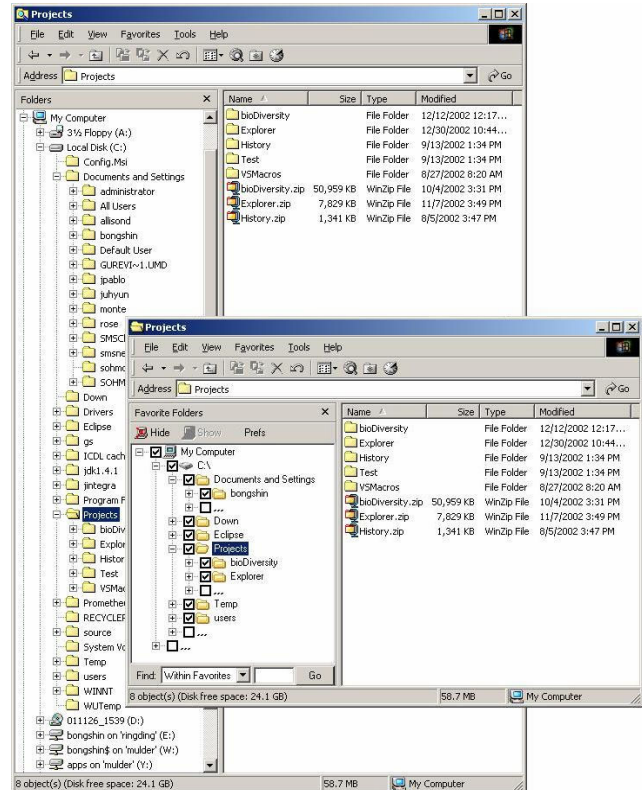 Projects
File Edit View Favorites Tools Help
Address Projects Go
Folders
My Computer
3½ Floppy (A:)
Local Disk (C:)
Config.Msi
Documents and Settings
administrator
All Users
allisond
bongshin
Default User
GUREVI~1.UMD
jpablo
juhyun
monte
rose
SMSCl
smsne
sohmo
SOHM
Down
Drivers
Eclipse
gs
ICDL cach
jdk1.4.1
jintegra
Program F
Projects
bioDiv
Explor
Histor
Test
VSMac
Prometheu
RECYCLER
source
System Vo
Temp
users
WINNT
WUTemp
011126_1539 (D:)
bongshin on 'ringding' (E:)
bongshin$ on 'mulder' (W:)
apps on 'mulder' (Y:)
Name Size Type Modified
bioDiversity File Folder 12/12/2002 12:17...
Explorer File Folder 12/30/2002 10:44...
History File Folder 9/13/2002 1:34 PM
Test File Folder 9/13/2002 1:34 PM
VSMacros File Folder 8/27/2002 8:20 AM
bioDiversity.zip 50,959 KB WinZip File 10/4/2002 3:31 PM
Explorer.zip 7,829 KB WinZip File 11/7/2002 3:49 PM
History.zip 1,341 KB WinZip File 8/5/2002 3:47 PM
8 object(s) (Disk free space: 24.1 GB) 58.7 MB My Computer
Projects
File Edit View Favorites Tools Help
Address Projects Go
Favorite Folders
Hide Show Prefs
My Computer
C:\
Documents and Settings
bongshin
...
Down
Eclipse
Projects
bioDiversity
Explorer
...
Temp
users
...
...
Find: Within Favorites Go
Name Size Type Modified
bioDiversity File Folder 12/12/2002 12:17...
Explorer File Folder 12/30/2002 10:44...
History File Folder 9/13/2002 1:34 PM
Test File Folder 9/13/2002 1:34 PM
VSMacros File Folder 8/27/2002 8:20 AM
bioDiversity.zip 50,959 KB WinZip File 10/4/2002 3:31 PM
Explorer.zip 7,829 KB WinZip File 11/7/2002 3:49 PM
History.zip 1,341 KB WinZip File 8/5/2002 3:47 PM
8 object(s) (Disk free space: 24.1 GB) 58.7 MB My Computer